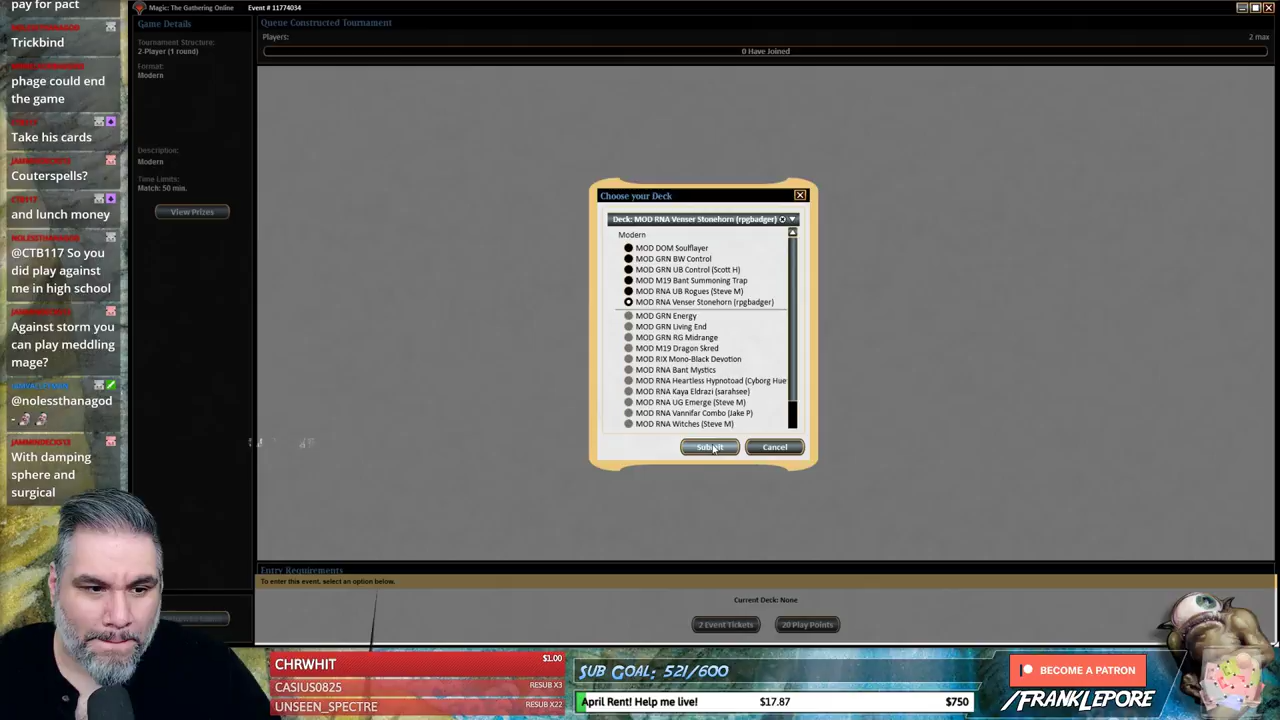 Magic: The Gathering Online
Event # 11774034
pay for pact
Trickbind
phage could end
the game
Take his cards
Couterspells?
CTB117
and lunch money
NOLESSTHANAGOD
@CTB117 So you
did play against
me in high school
Against storm you
can play meddling
mage?
@nolessthanagod
-
JAMMINDECKS13
With damping
sphere and
surgical
Game Details
Tournament Structure:
2-Player (1 round)
Format:
Modern
Description:
Modern
Time Limits:
Match: 50 min.
View Prizes
Queue Constructed Tournament
Players:
2 max
0 Have Joined
Choose your Deck
Deck: MOD RNA Venser Stonehorn (rpgbadger)
Modern
MOD DOM Soulflayer
MOD GRN BW Control
MOD GRN UB Control (Scott H)
MOD M19 Bant Summoning Trap
MOD RNA UB Rogues (Steve M)
MOD RNA Venser Stonehorn (rpgbadger)
MOD GRN Energy
MOD GRN Living End
MOD GRN RG Midrange
MOD M19 Dragon Skred
MOD RIX Mono-Black Devotion
MOD RNA Bant Mystics
MOD RNA Heartless Hypnotoad (Cyborg Hue
MOD RNA Kaya Eldrazi (sarahsee)
MOD RNA UG Emerge (Steve M)
MOD RNA Vannifar Combo (Jake P)
MOD RNA Witches (Steve M)
Submit
Cancel
Entry Requirements
To enter this event, select an option below.
Current Deck: None
2 Event Tickets
20 Play Points
CHRWHIT
$1.00
CASIUS0825
RESUB X3
UNSEEN_SPECTRE
RESUB X22
SUB GOAL: 521/600
April Rent! Help me live!
$17.87
$750
BECOME A PATRON
/FRANKLEPORE